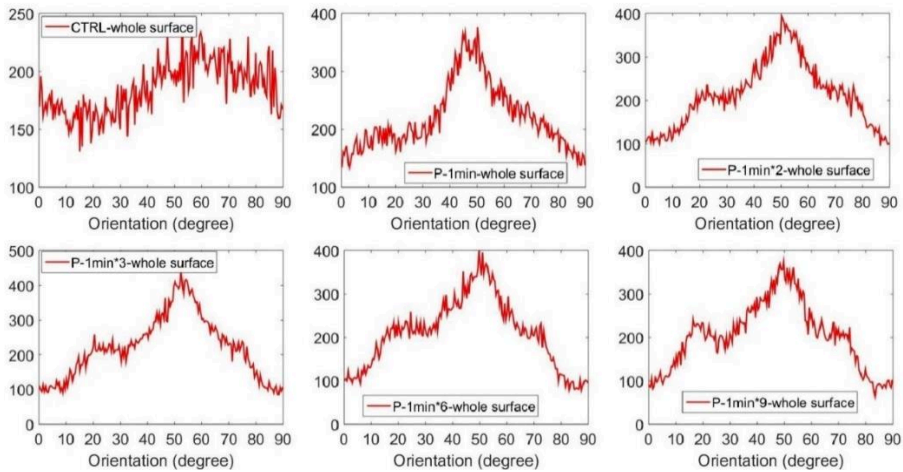 CTRL-whole surface
250
200
150
100
0 10 20 30 40 50 60 70 80 90
Orientation (degree)
P-1min-whole surface
400
300
200
100
0 10 20 30 40 50 60 70 80 90
Orientation (degree)
P-1min*2-whole surface
400
300
200
100
0
0 10 20 30 40 50 60 70 80 90
Orientation (degree)
P-1min*3-whole surface
500
400
300
200
100
0
0 10 20 30 40 50 60 70 80 90
Orientation (degree)
P-1min*6-whole surface
400
300
200
100
0
0 10 20 30 40 50 60 70 80 90
Orientation (degree)
P-1min*9-whole surface
400
300
200
100
0
0 10 20 30 40 50 60 70 80 90
Orientation (degree)